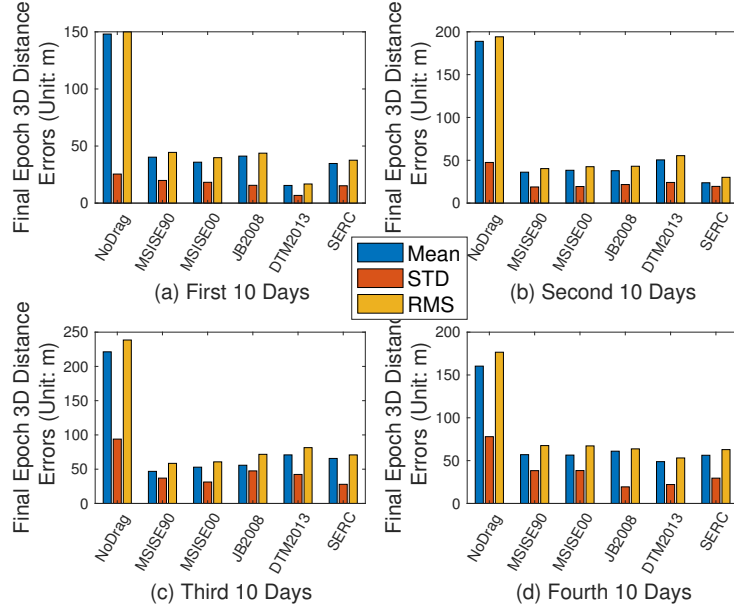 Final Epoch 3D Distance
Errors (Unit: m)
150
100
50
0
NoDrag
MSISE90
MSISE00
JB2008
DTM2013
SERC
(a) First 10 Days
Final Epoch 3D Distance
Errors (Unit: m)
200
150
100
50
0
NoDrag
MSISE90
MSISE00
JB2008
DTM2013
SERC
(b) Second 10 Days
Mean
STD
RMS
Final Epoch 3D Distance
Errors (Unit: m)
250
200
150
100
50
0
NoDrag
MSISE90
MSISE00
JB2008
DTM2013
SERC
(c) Third 10 Days
Final Epoch 3D Distance
Errors (Unit: m)
200
150
100
50
0
NoDrag
MSISE90
MSISE00
JB2008
DTM2013
SERC
(d) Fourth 10 Days